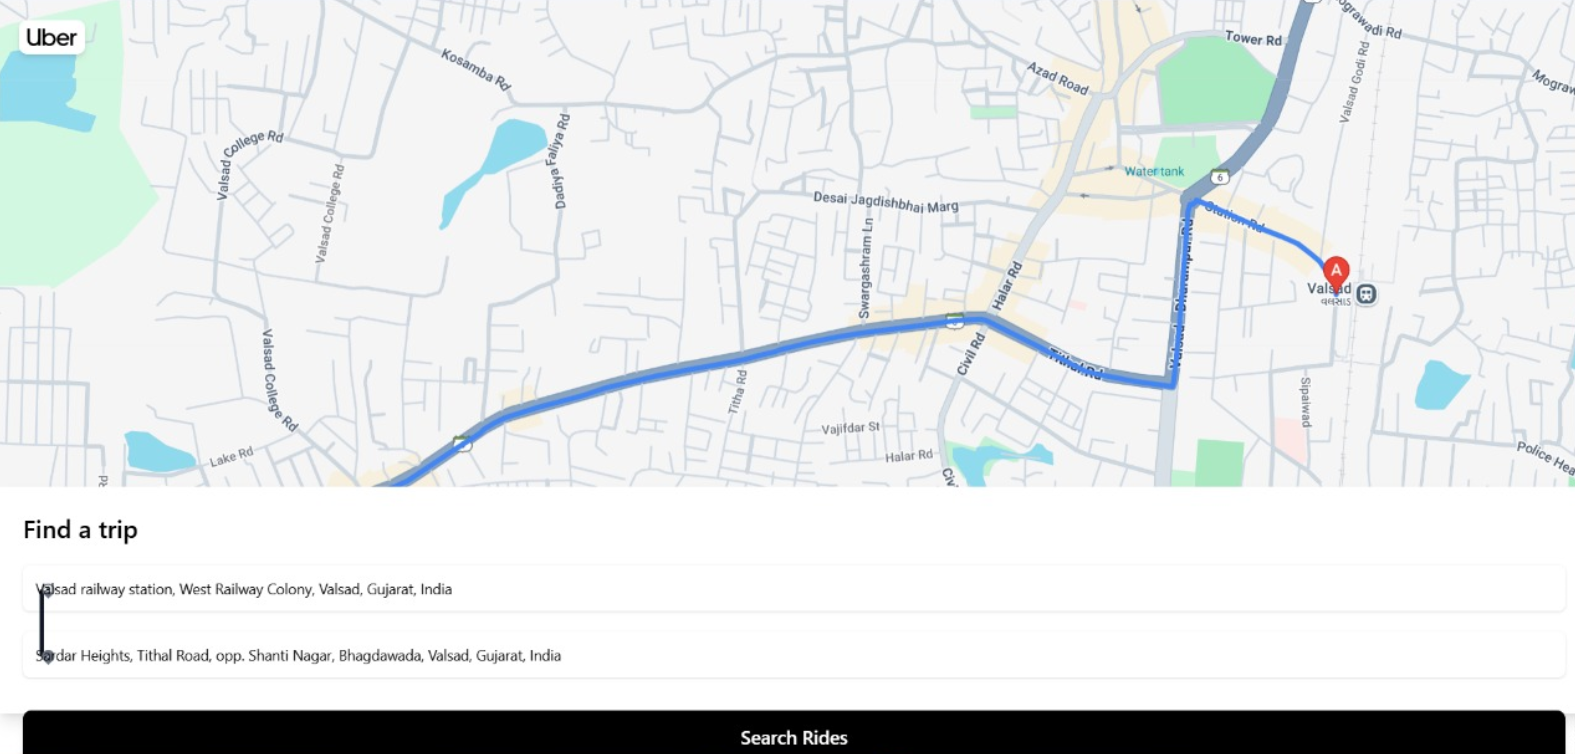 Uber
Kosamba Rd
Tower Rd
Azad Road
Valsad Godi Rd
Valsad College Rd
Valsad College Rd
Dadiya Faliya Rd
Water tank
6
Desai Jagdishbhai Marg
Station Rd
Swargashram Ln
Halar Rd
A
Valsad
વલસાડ
Civil Rd
Tithal Rd
Valsad College Rd
Titha Rd
Sipaiwad
Vajifdar St
Lake Rd
Halar Rd
Find a trip
Valsad railway station, West Railway Colony, Valsad, Gujarat, India
Sardar Heights, Tithal Road, opp. Shanti Nagar, Bhagdawada, Valsad, Gujarat, India
Search Rides